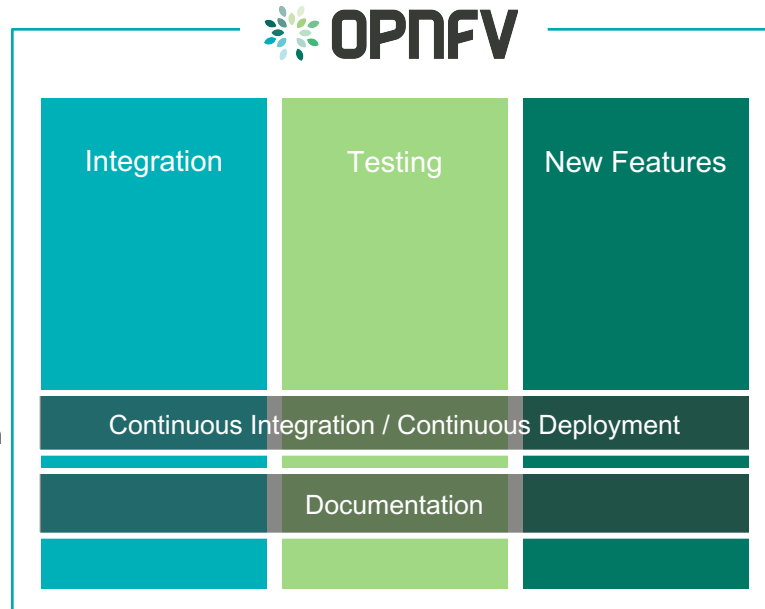 OPNFV
Integration
Testing
New Features
Continuous Integration / Continuous Deployment
Documentation